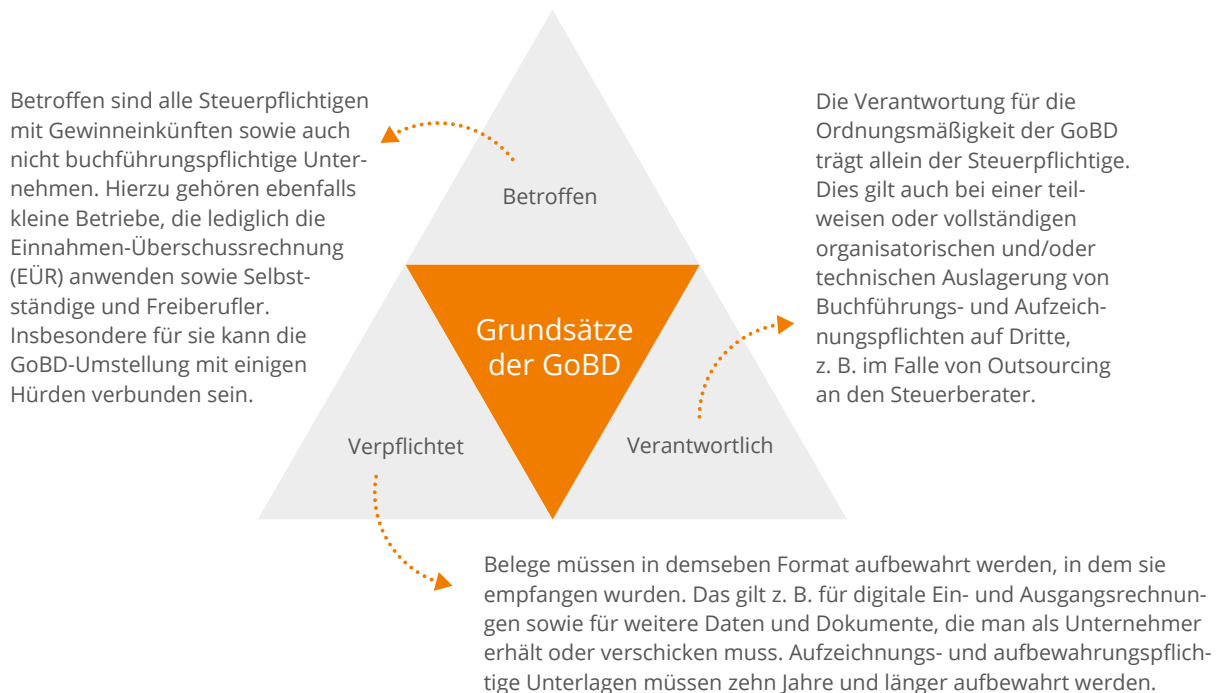 Betroffen sind alle Steuerpflichtigen
mit Gewinneinkünften sowie auch
nicht buchführungspflichtige Unter-
nehmen. Hierzu gehören ebenfalls
kleine Betriebe, die lediglich die
Einnahmen-Überschussrechnung
(EÜR) anwenden sowie Selbst-
ständige und Freiberufler.
Insbesondere für sie kann die
GoBD-Umstellung mit einigen
Hürden verbunden sein.
Betroffen
Die Verantwortung für die
Ordnungsmäßigkeit der GoBD
trägt allein der Steuerpflichtige.
Dies gilt auch bei einer teil-
weisen oder vollständigen
organisatorischen und/oder
technischen Auslagerung von
Buchführungs- und Aufzeich-
nungspflichten auf Dritte,
z. B. im Falle von Outsourcing
an den Steuerberater.
Grundsätze
der GoBD
Verpflichtet
Verantwortlich
Belege müssen in demseben Format aufbewahrt werden, in dem sie
empfangen wurden. Das gilt z. B. für digitale Ein- und Ausgangsrechnun-
gen sowie für weitere Daten und Dokumente, die man als Unternehmer
erhält oder verschicken muss. Aufzeichnungs- und aufbewahrungspflich-
tige Unterlagen müssen zehn Jahre und länger aufbewahrt werden.